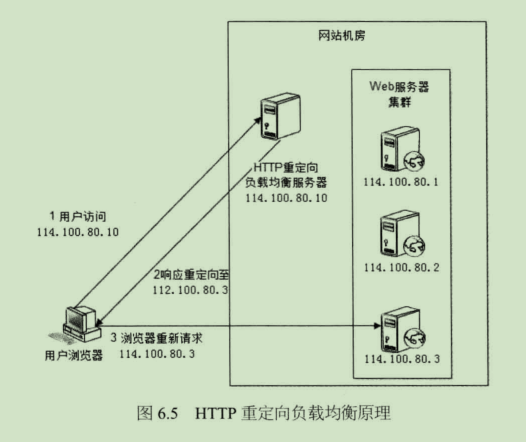 网站机房
Web服务器
集群
114.100.80.1
HTTP重定向
负载均衡服务器
114.100.80.10
1 用户访问
114.100.80.10
114.100.80.2
2响应重定向至
112.100.80.3
3 浏览器重新请求
114.100.80.3
用户浏览器
114.100.80.3
图 6.5 HTTP 重定向负载均衡原理